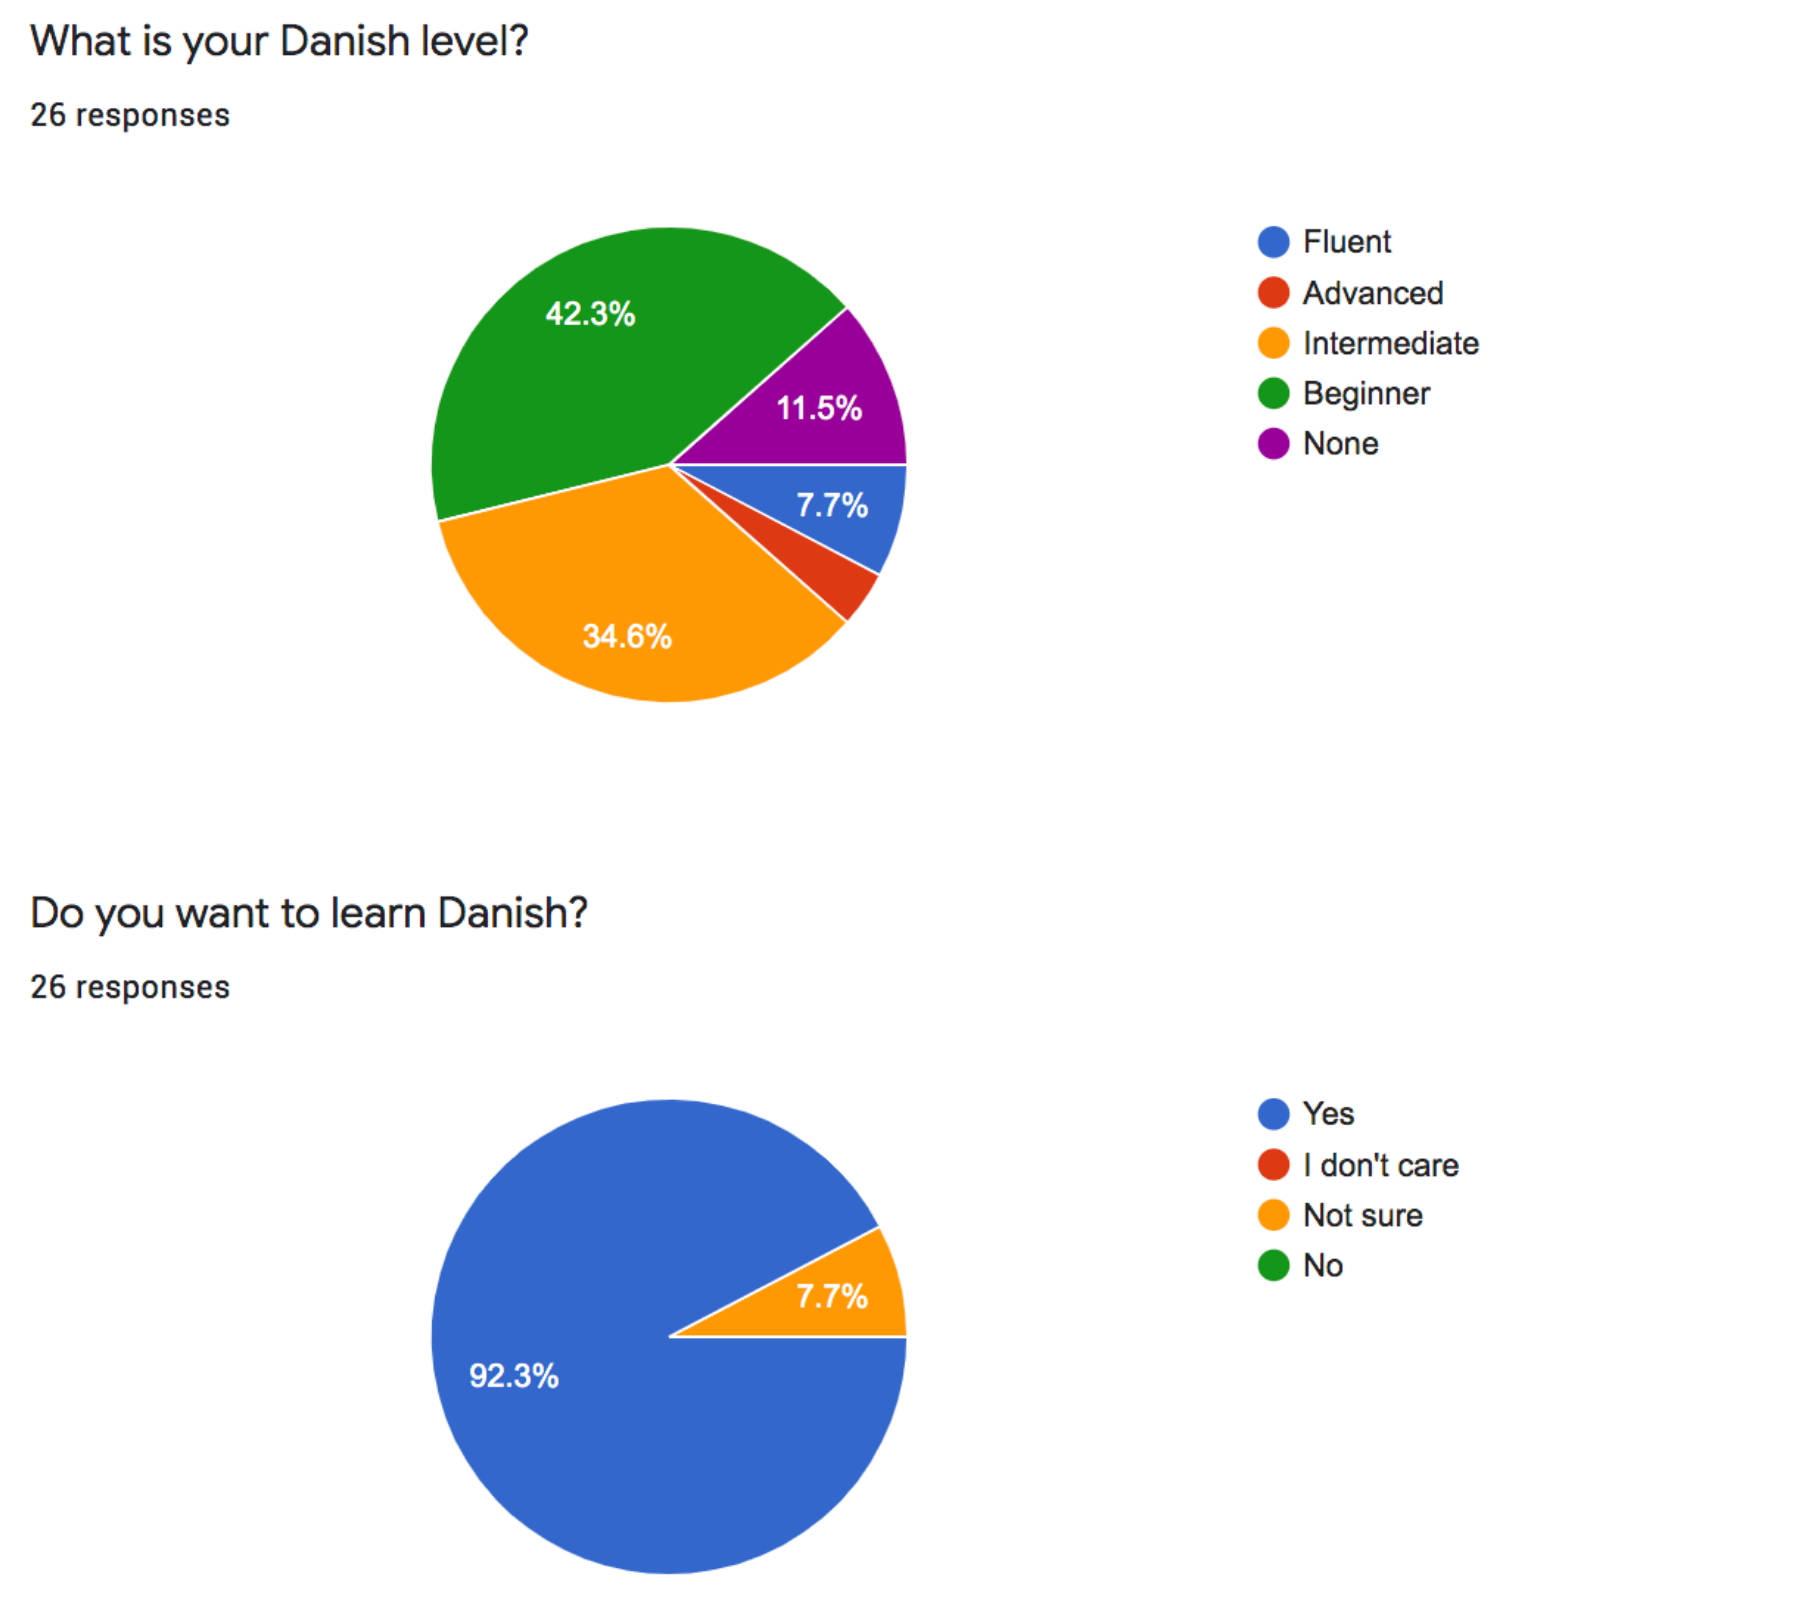 What is your Danish level?
26 responses
42.3%
11.5%
7.7%
34.6%
Fluent
Advanced
Intermediate
Beginner
None
Do you want to learn Danish?
26 responses
7.7%
92.3%
Yes
I don't care
Not sure
No